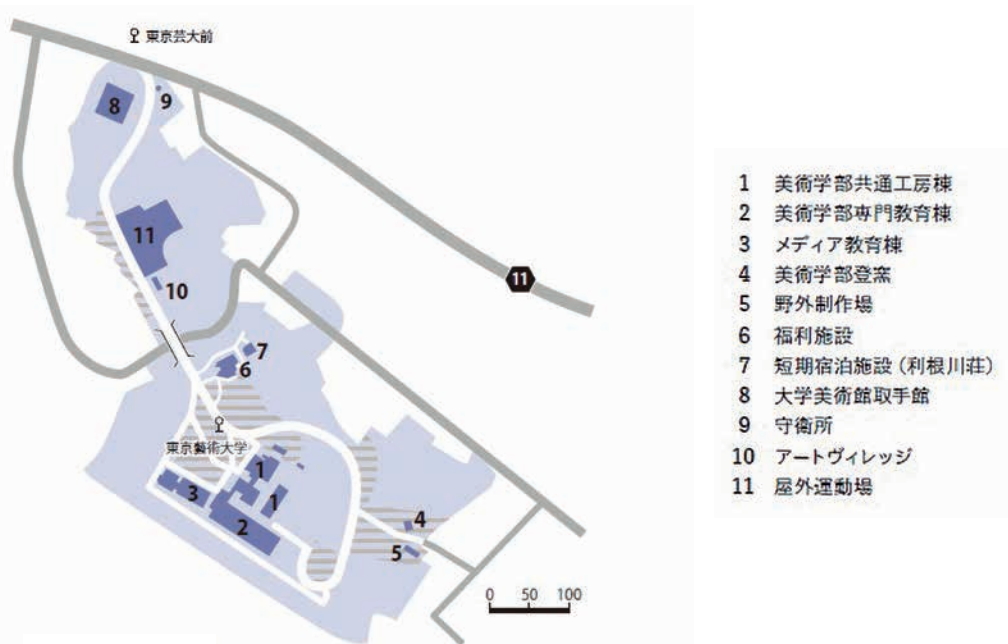 東京芸大前
8
9
11
10
11
7
6
東京藝術大学
1
3
1
2
4
5
0 50 100
1 美術学部共通工房棟
2 美術学部専門教育棟
3 メディア教育棟
4 美術学部登窯
5 野外制作場
6 福利施設
7 短期宿泊施設（利根川荘）
8 大学美術館取手館
9 守衛所
10 アートヴィレッジ
11 屋外運動場